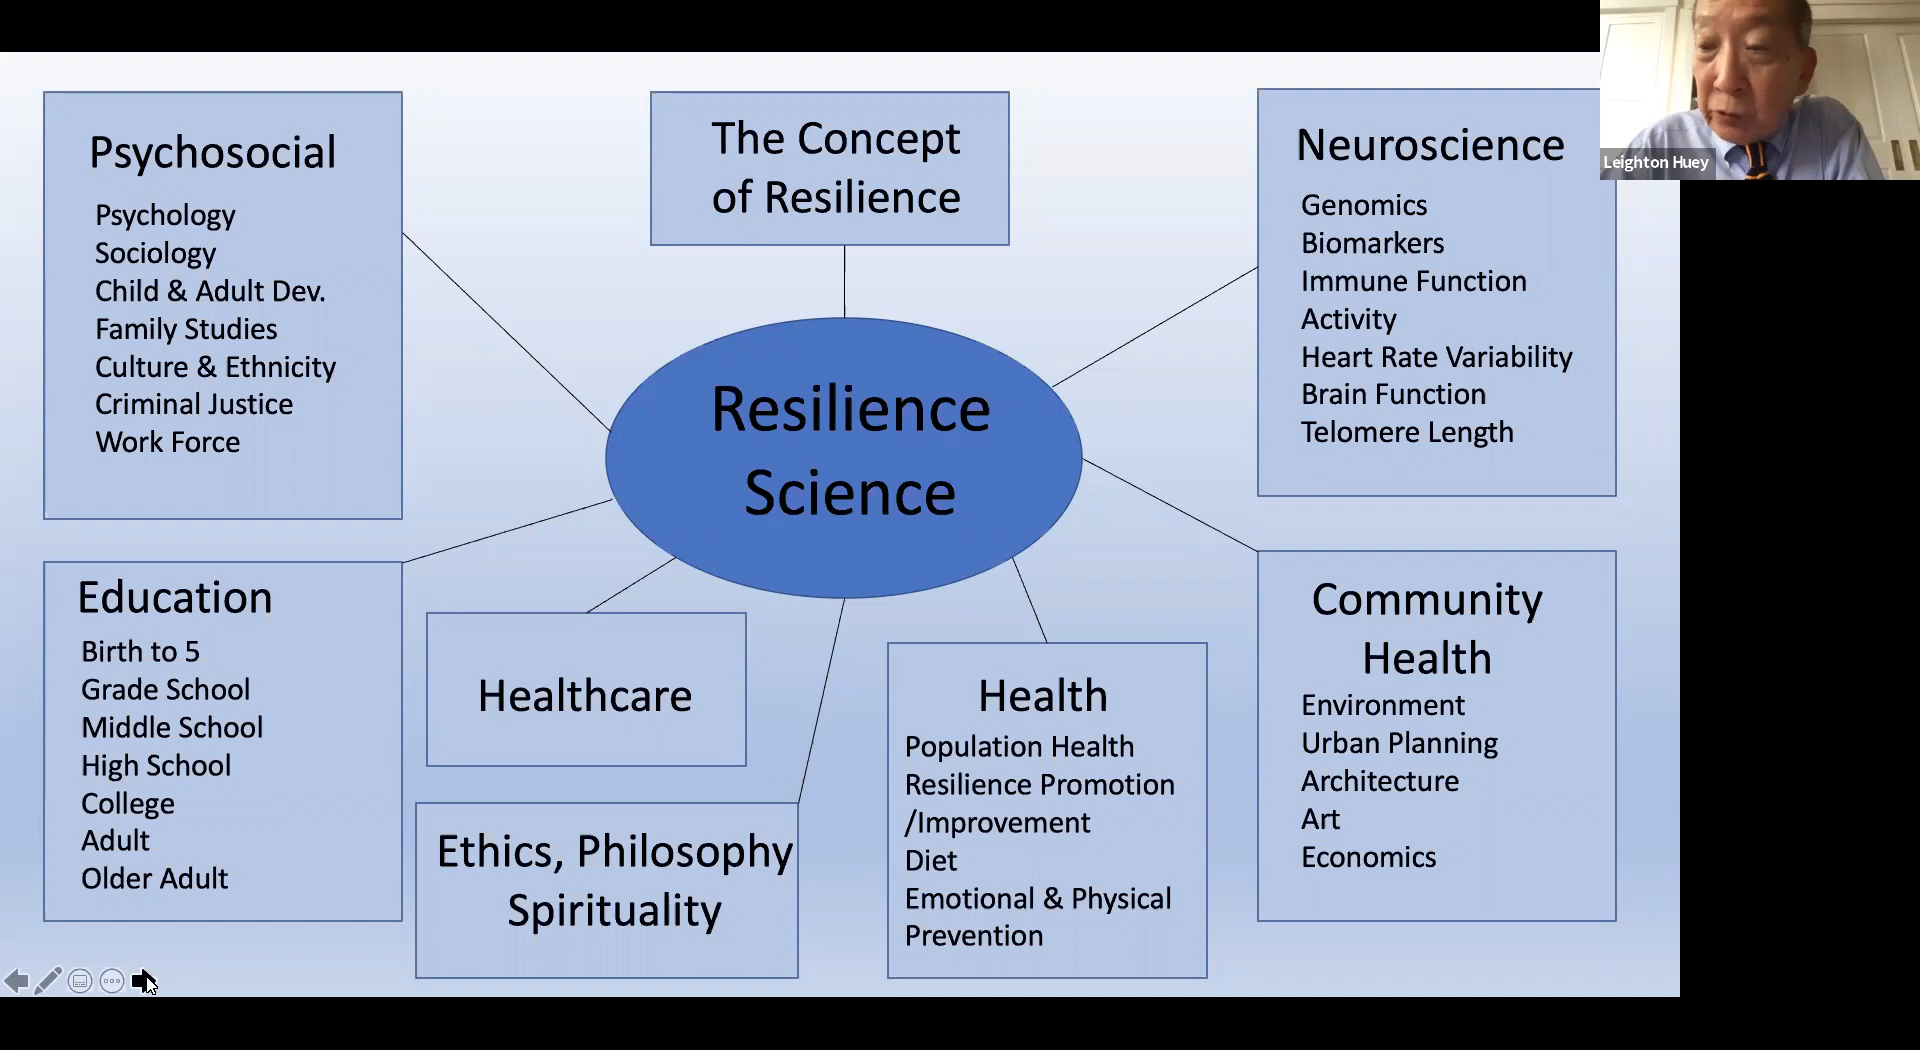 Psychosocial
Psychology
Sociology
Child & Adult Dev.
Family Studies
Culture & Ethnicity
Criminal Justice
Work Force
The Concept
of Resilience
Neuroscience
Genomics
Biomarkers
Immune Function
Activity
Heart Rate Variability
Brain Function
Telomere Length
Leighton Huey
Resilience
Science
Education
Birth to 5
Grade School
Middle School
High School
College
Adult
Older Adult
Healthcare
Ethics, Philosophy
Spirituality
Health
Population Health
Resilience Promotion
/Improvement
Diet
Emotional & Physical
Prevention
Community
Health
Environment
Urban Planning
Architecture
Art
Economics